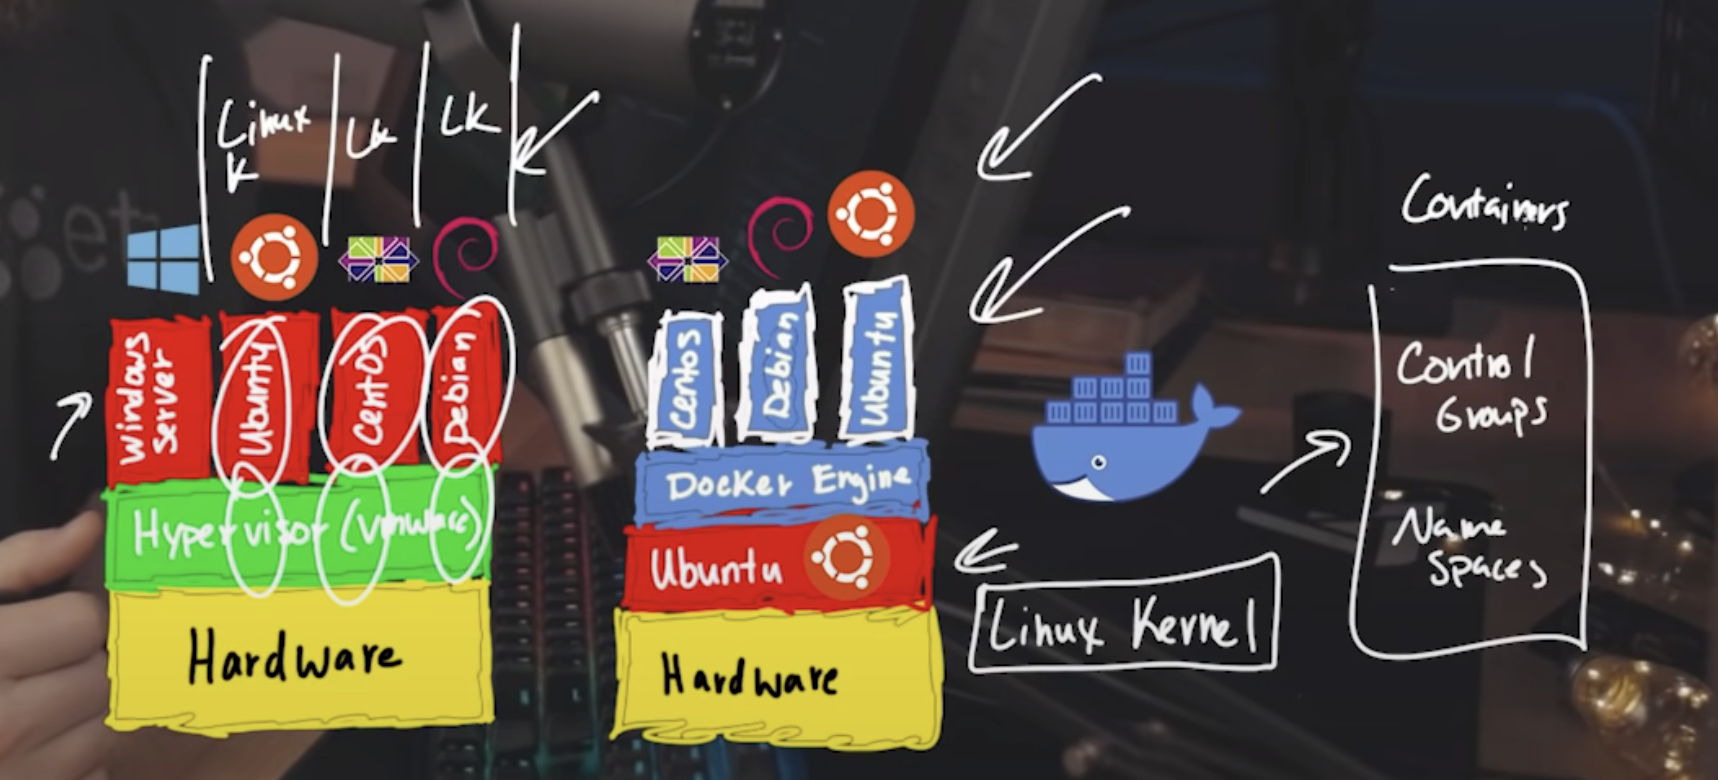 Linux
K
LK
LK
Windows
Server
Ubuntu
CentOS
Debian
Hypervisor (vmware)
Hardware
Centos
Debian
Ubuntu
Docker Engine
Ubuntu
Hardware
Linux Kernel
Containers
Control
Groups
Name
Spaces
et